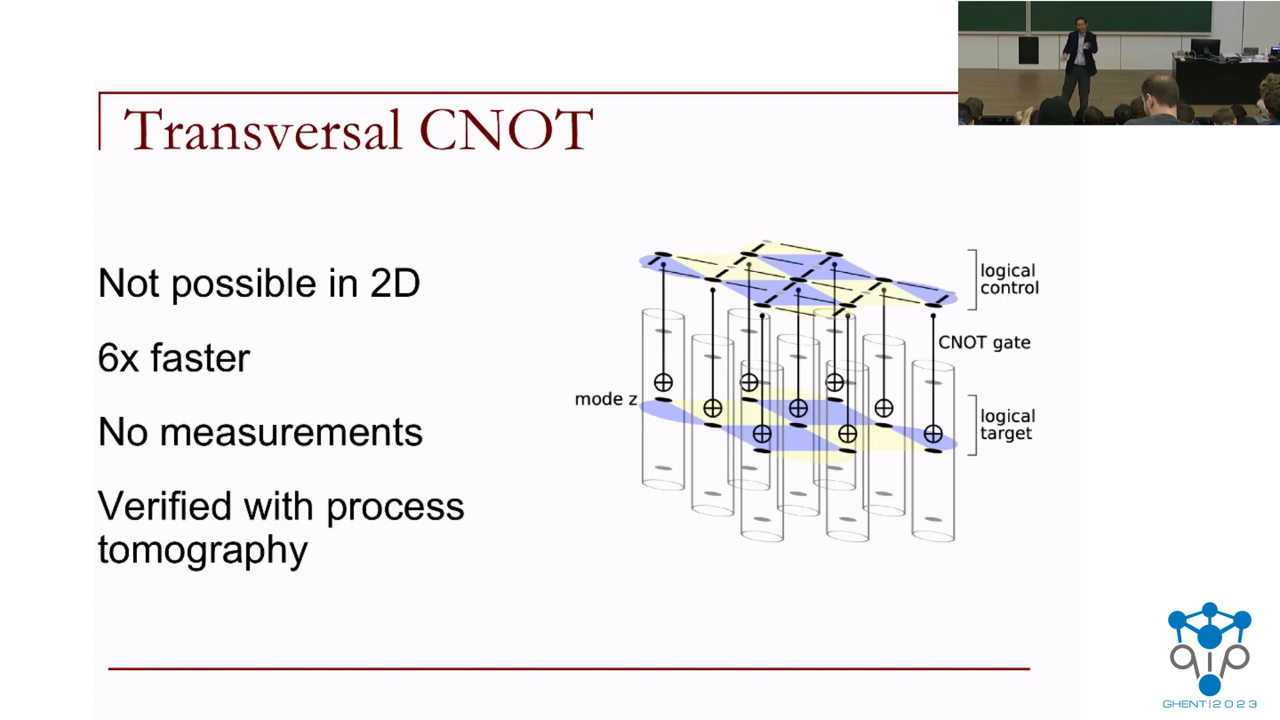 Transversal CNOT
Not possible in 2D
6x faster
No measurements
Verified with process
tomography
logical
control
CNOT gate
mode z
logical
target
qip
GHENT|2023